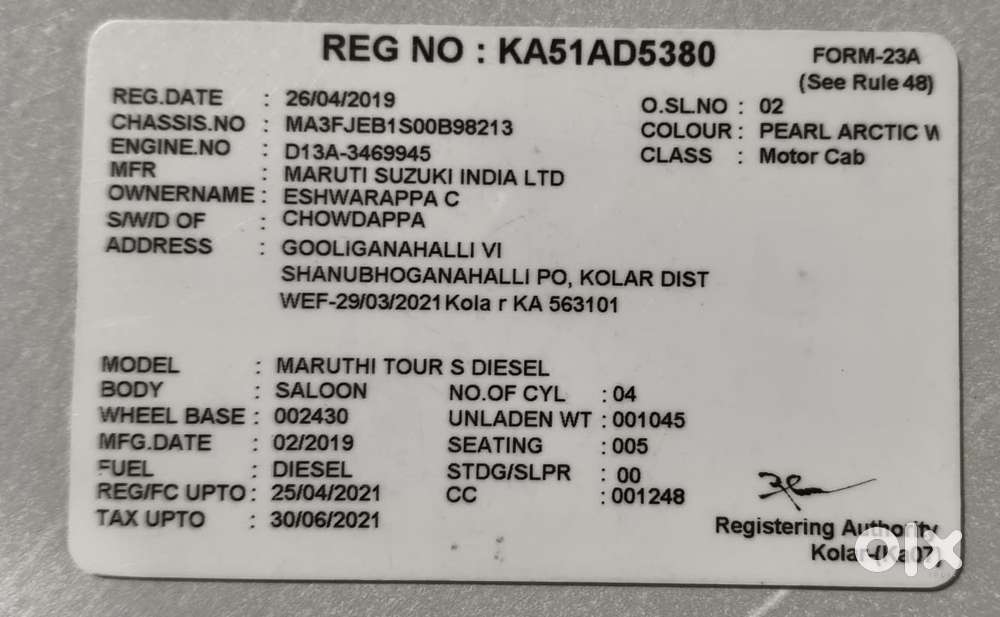 REG NO : KA51AD5380
FORM-23A
(See Rule 48)
REG.DATE : 26/04/2019
O.SL.NO : 02
CHASSIS.NO : MA3FJEB1S00B98213
COLOUR : PEARL ARCTIC W
ENGINE.NO : D13A-3469945
CLASS : Motor Cab
MFR : MARUTI SUZUKI INDIA LTD
OWNERNAME : ESHWARAPPA C
S/W/D OF : CHOWDAPPA
ADDRESS : GOOLIGANAHALLI VI
SHANUBHOGANAHALLI PO, KOLAR DIST
WEF-29/03/2021 Kola r KA 563101
MODEL : MARUTHI TOUR S DIESEL
BODY : SALOON NO.OF CYL : 04
WHEEL BASE : 002430 UNLADEN WT : 001045
MFG.DATE : 02/2019 SEATING : 005
FUEL : DIESEL STDG/SLPR : 00
REG/FC UPTO : 25/04/2021 CC : 001248
TAX UPTO : 30/06/2021
Registering Authority
Kolar-(Ka07)
olx